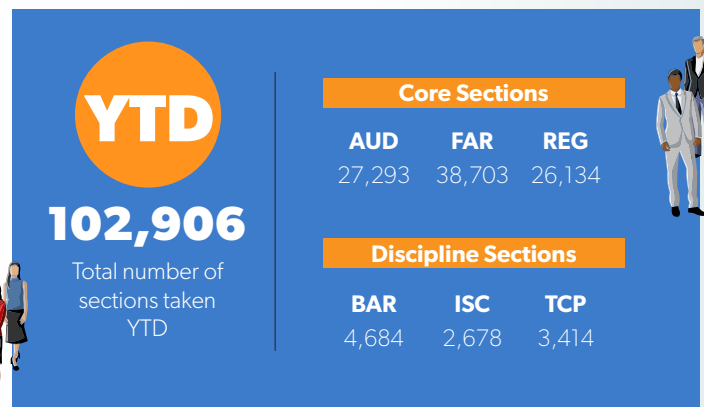 YTD
102,906
Total number of
sections taken
YTD
Core Sections
AUD FAR REG
27,293 38,703 26,134
Discipline Sections
BAR ISC TCP
4,684 2,678 3,414